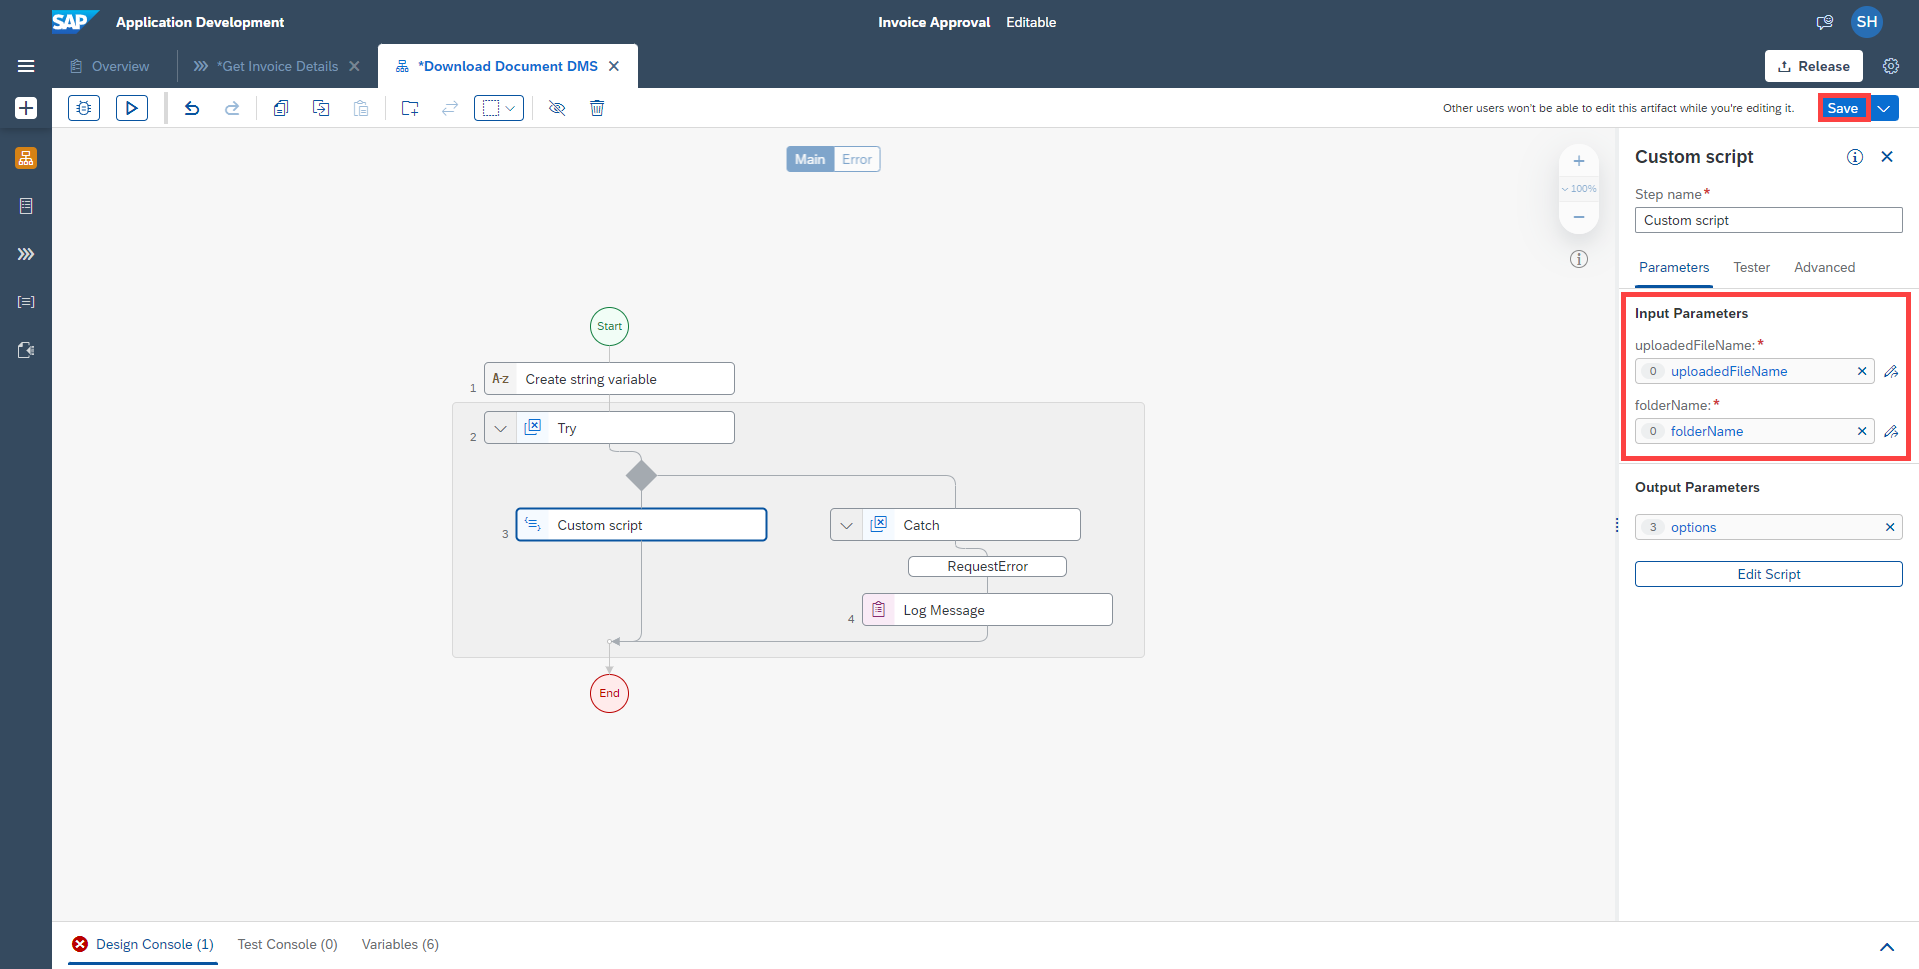 SAP Application Development
Invoice Approval Editable
SH
Overview
*Get Invoice Details
*Download Document DMS
Release
Other users won't be able to edit this artifact while you're editing it.
Save
Main Error
100%
Start
1 A-z Create string variable
2 Try
3 Custom script
Catch
RequestError
4 Log Message
End
Custom script
Step name*
Custom script
Parameters Tester Advanced
Input Parameters
uploadedFileName:*
0 uploadedFileName
folderName:*
0 folderName
Output Parameters
3 options
Edit Script
Design Console (1) Test Console (0) Variables (6)